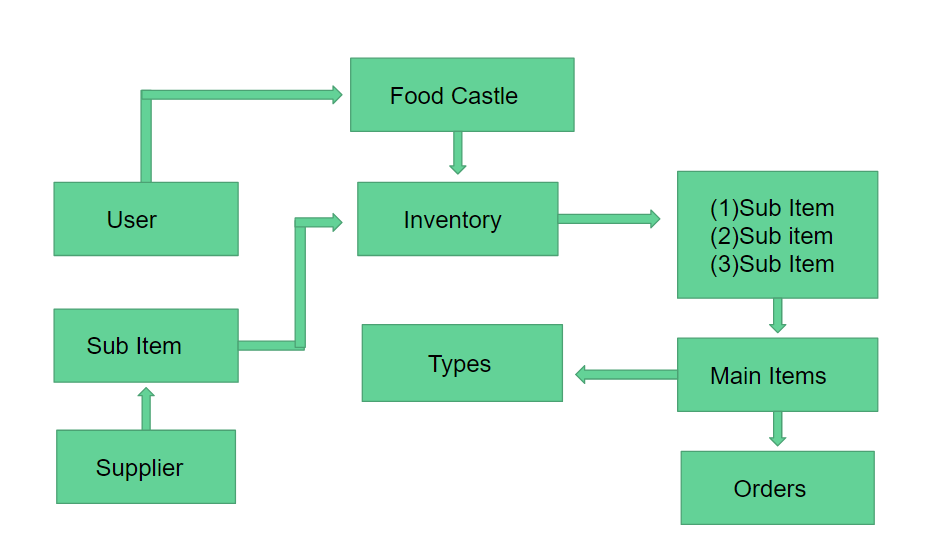 Food Castle
User
Inventory
(1)Sub Item
(2)Sub item
(3)Sub Item
Sub Item
Types
Main Items
Supplier
Orders